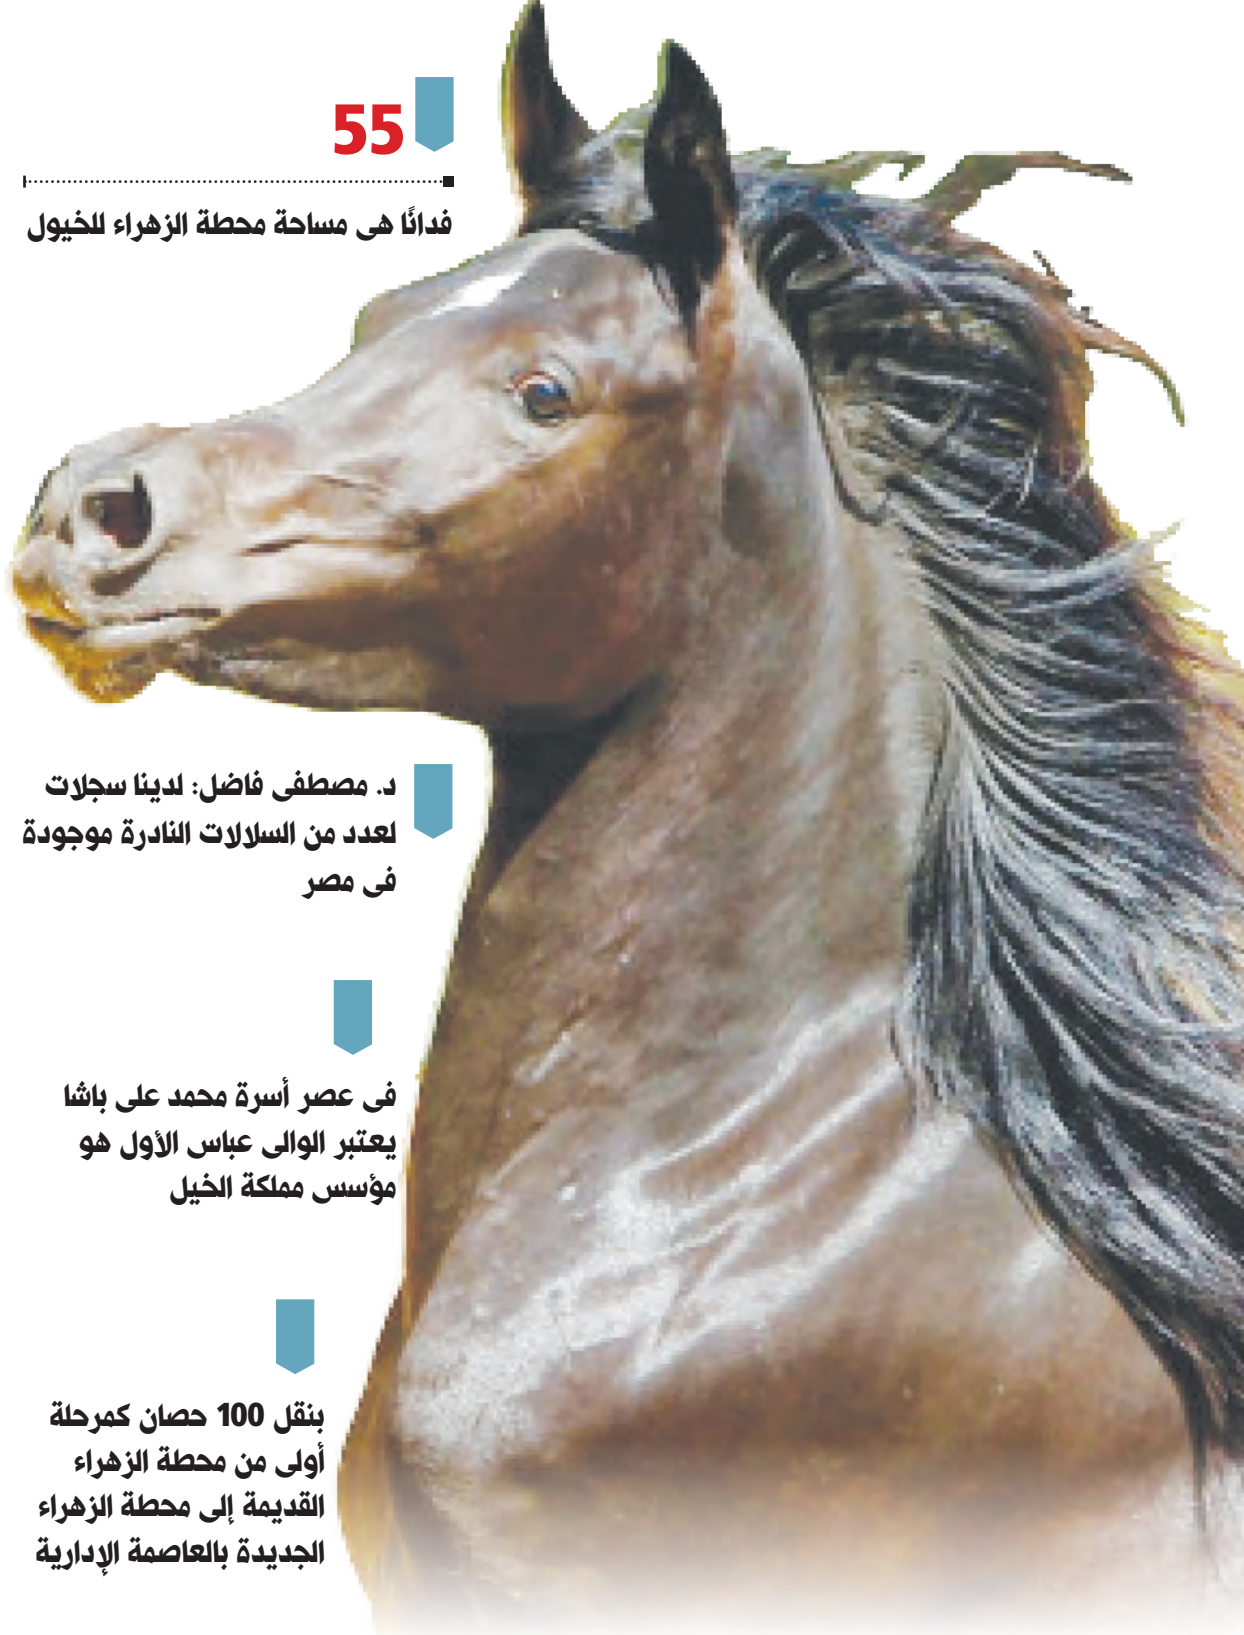 55
فدانًا هى مساحة محطة الزهراء للخيول
د. مصطفى فاضل: لدينا سجلات
لعدد من السلالات النادرة موجودة
فى مصر
فى عصر أسرة محمد على باشا
يعتبر الوالى عباس الأول هو
مؤسس مملكة الخيل
بنقل 100 حصان كمرحلة
أولى من محطة الزهراء
القديمة إلى محطة الزهراء
الجديدة بالعاصمة الإدارية